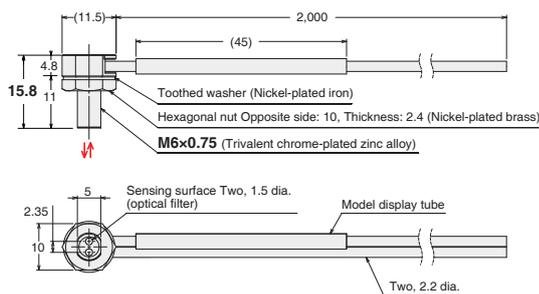 (11.5)
2,000
(45)
4.8
15.8
11
Toothed washer (Nickel-plated iron)
Hexagonal nut Opposite side: 10, Thickness: 2.4 (Nickel-plated brass)
M6×0.75 (Trivalent chrome-plated zinc alloy)
5
Sensing surface Two, 1.5 dia.
(optical filter)
Model display tube
2.35
10
Two, 2.2 dia.